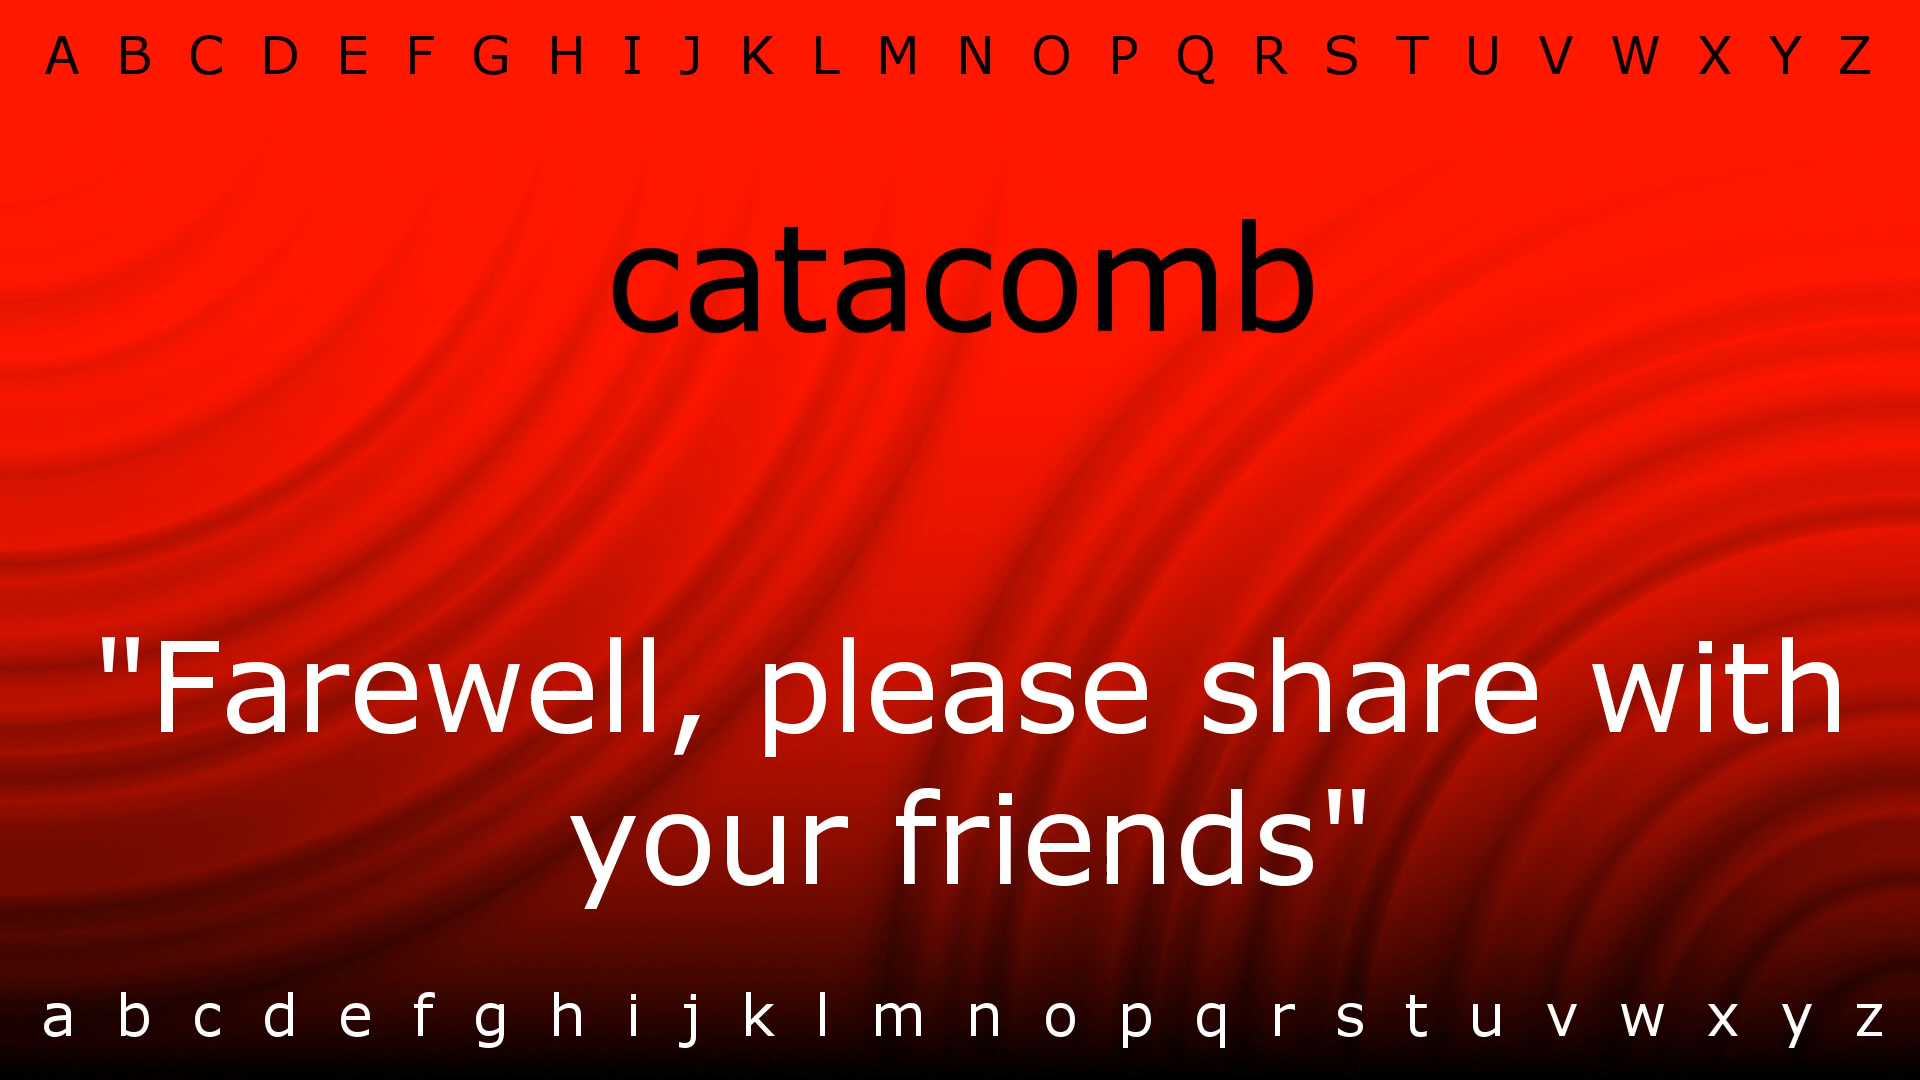 A B C D E F G H I J K L M N O P Q R S T U V W X Y Z
catacomb
"Farewell, please share with
your friends"
a b c d e f g h i j k l m n o p q r s t u v w x y z